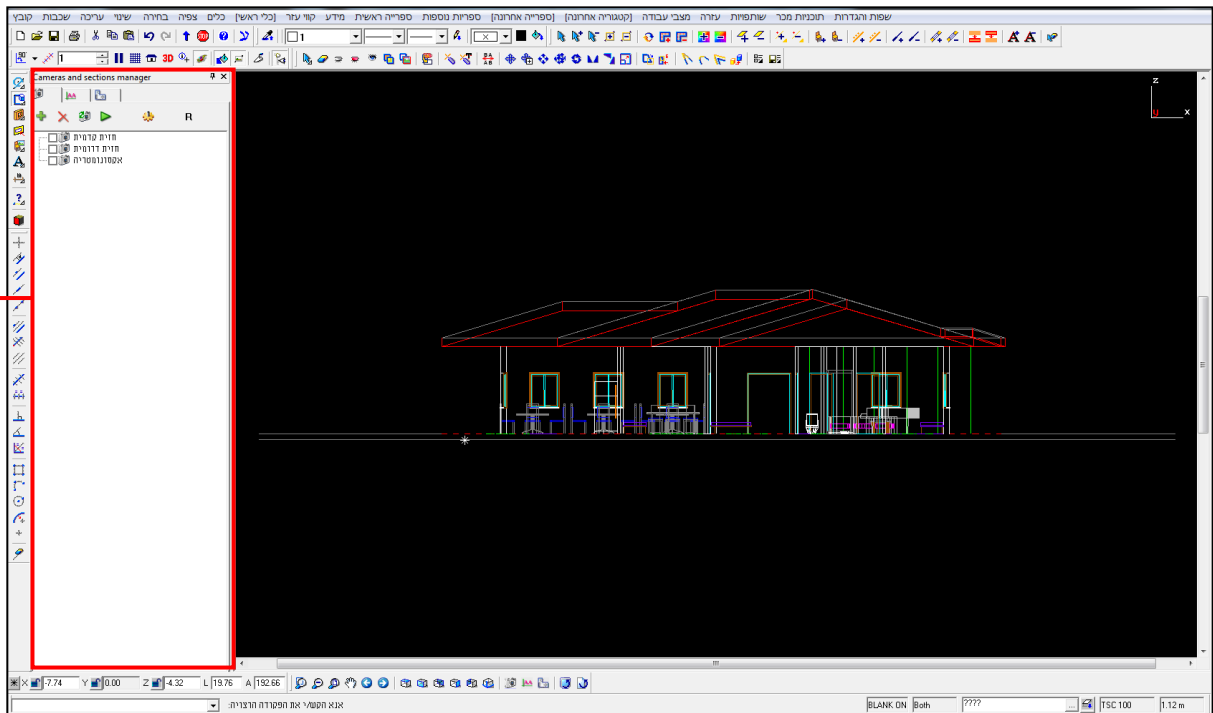 קובץ שכבות עריכה שינוי בחירה צפיה כלים [כלי ראשי] קווי עזר מידע ספרייה ראשית ספריות נוספות [ספרייה אחרונה] [קטגוריה אחרונה] מצבי עבודה עזרה שותפויות תוכניות מכר שפות והגדרות
1
1 3D
Cameras and sections manager
R
חזית קדמית
חזית דרומית
אקסונומטריה
z
y x
X -7.74 Y 0.00 Z -4.32 L 19.76 A 192.66
אנא הקש/י את הפקודה הרצויה:
BLANK ON Both ???? ... TSC 100 1.12 m